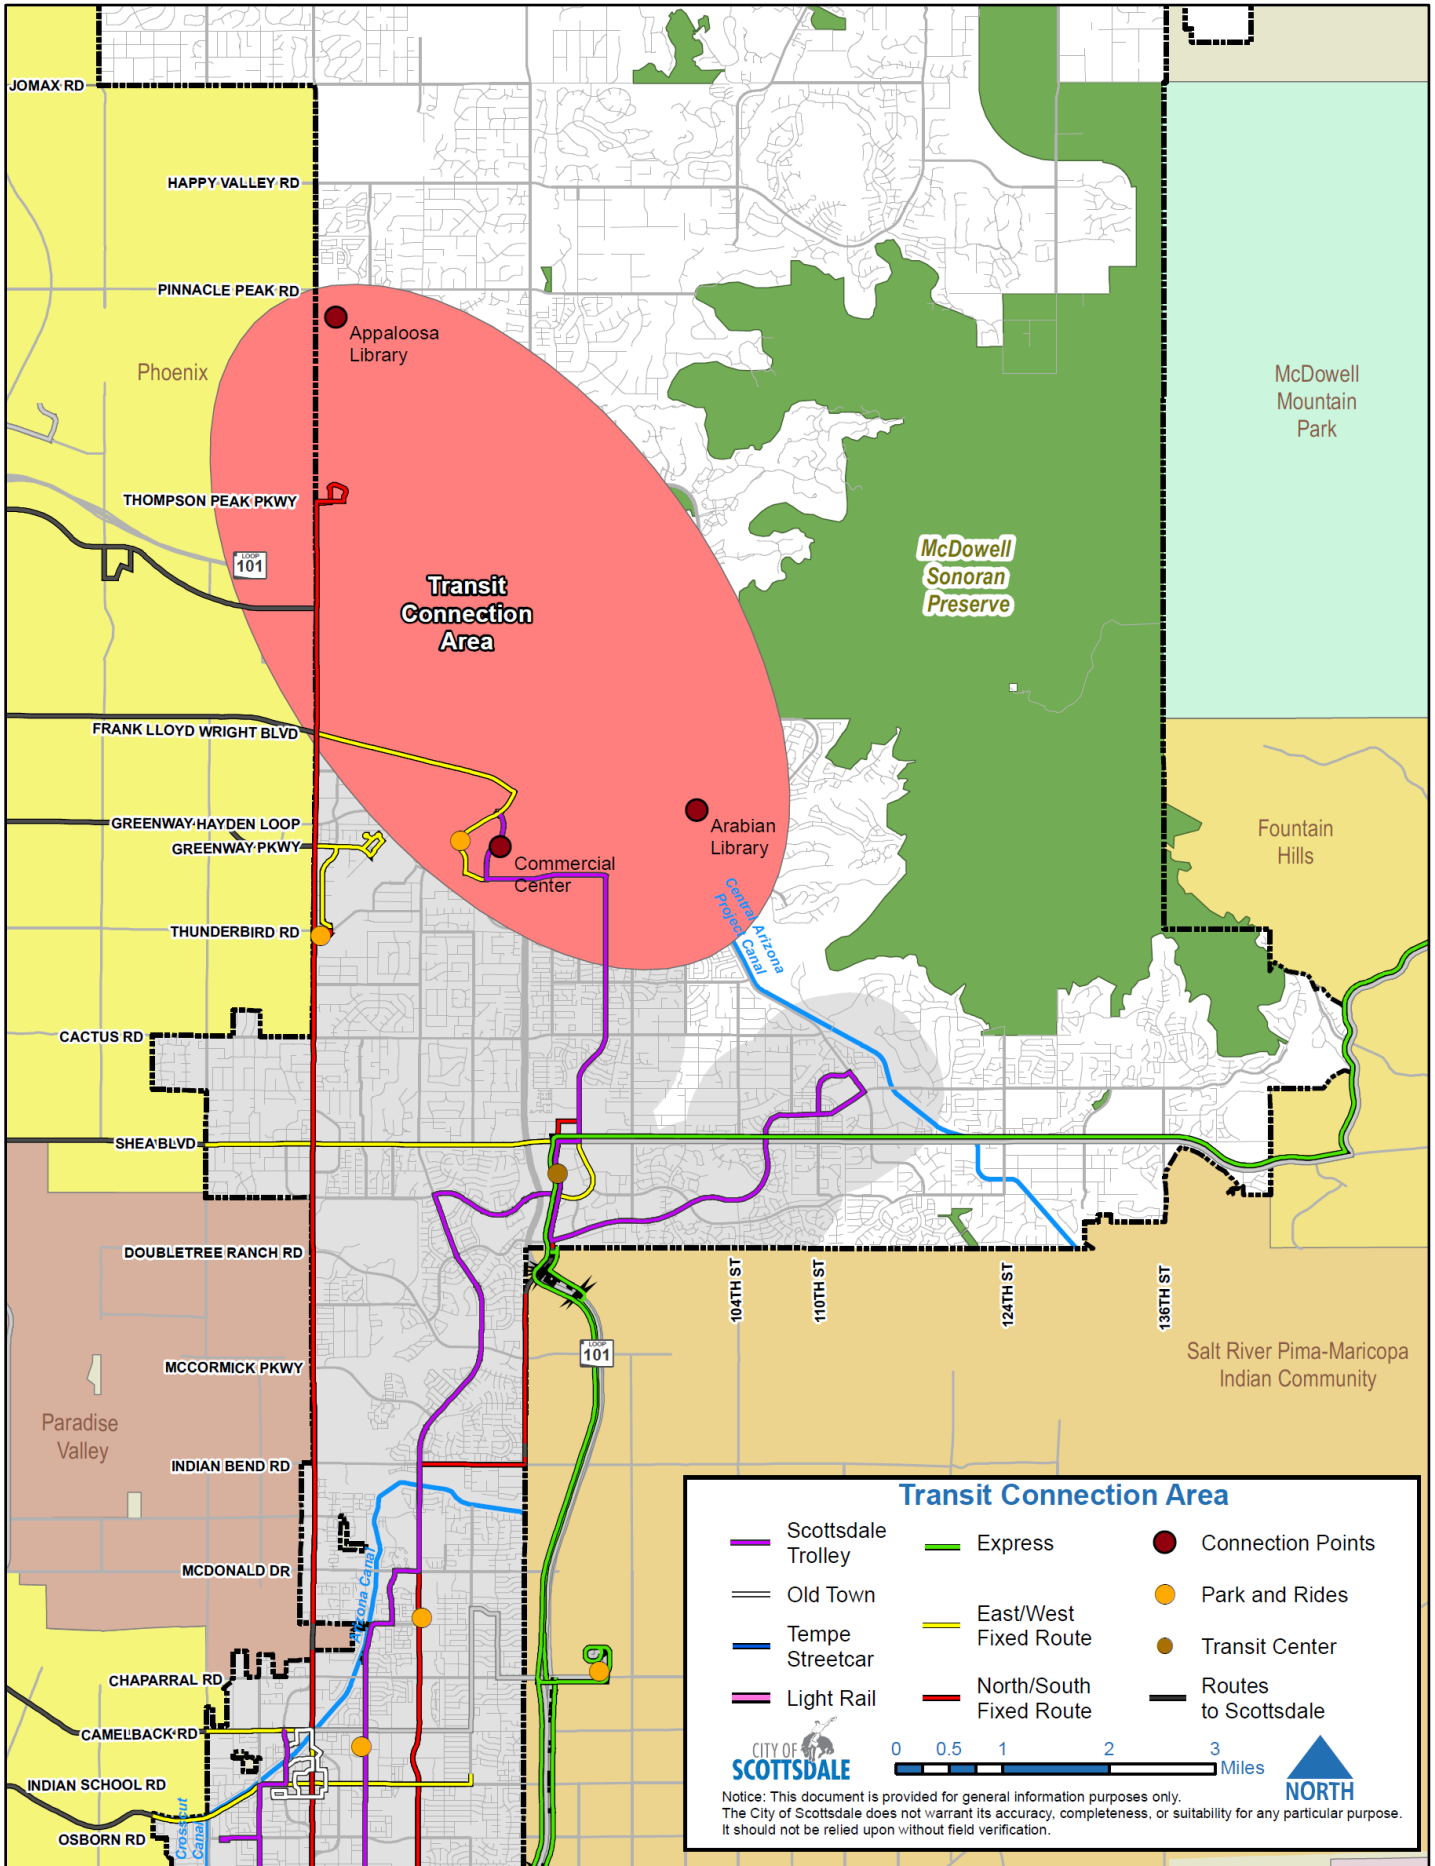 JOMAX RD
HAPPY VALLEY RD
PINNACLE PEAK RD
Appaloosa
Library
Phoenix
McDowell
Mountain
Park
THOMPSON PEAK PKWY
LOOP
101
McDowell
Sonoran
Preserve
Transit
Connection
Area
FRANK LLOYD WRIGHT BLVD
GREENWAY-HAYDEN LOOP
GREENWAY PKWY
Arabian
Library
Fountain
Hills
Commercial
Center
Central Arizona
Project Canal
THUNDERBIRD RD
CACTUS RD
SHEA BLVD
DOUBLETREE RANCH RD
104TH ST
110TH ST
124TH ST
136TH ST
LOOP
101
MCCORMICK PKWY
Salt River Pima-Maricopa
Indian Community
Paradise
Valley
INDIAN BEND RD
MCDONALD DR
Arizona Canal
CHAPARRAL RD
CAMELBACK RD
INDIAN SCHOOL RD
OSBORN RD
Crosscut
Canal
Transit Connection Area
Scottsdale
Trolley
Old Town
Tempe
Streetcar
Light Rail
Express
East/West
Fixed Route
North/South
Fixed Route
Connection Points
Park and Rides
Transit Center
Routes
to Scottsdale
CITY OF
SCOTTSDALE
0 0.5 1 2 3
Miles
NORTH
Notice: This document is provided for general information purposes only.
The City of Scottsdale does not warrant its accuracy, completeness, or suitability for any particular purpose.
It should not be relied upon without field verification.